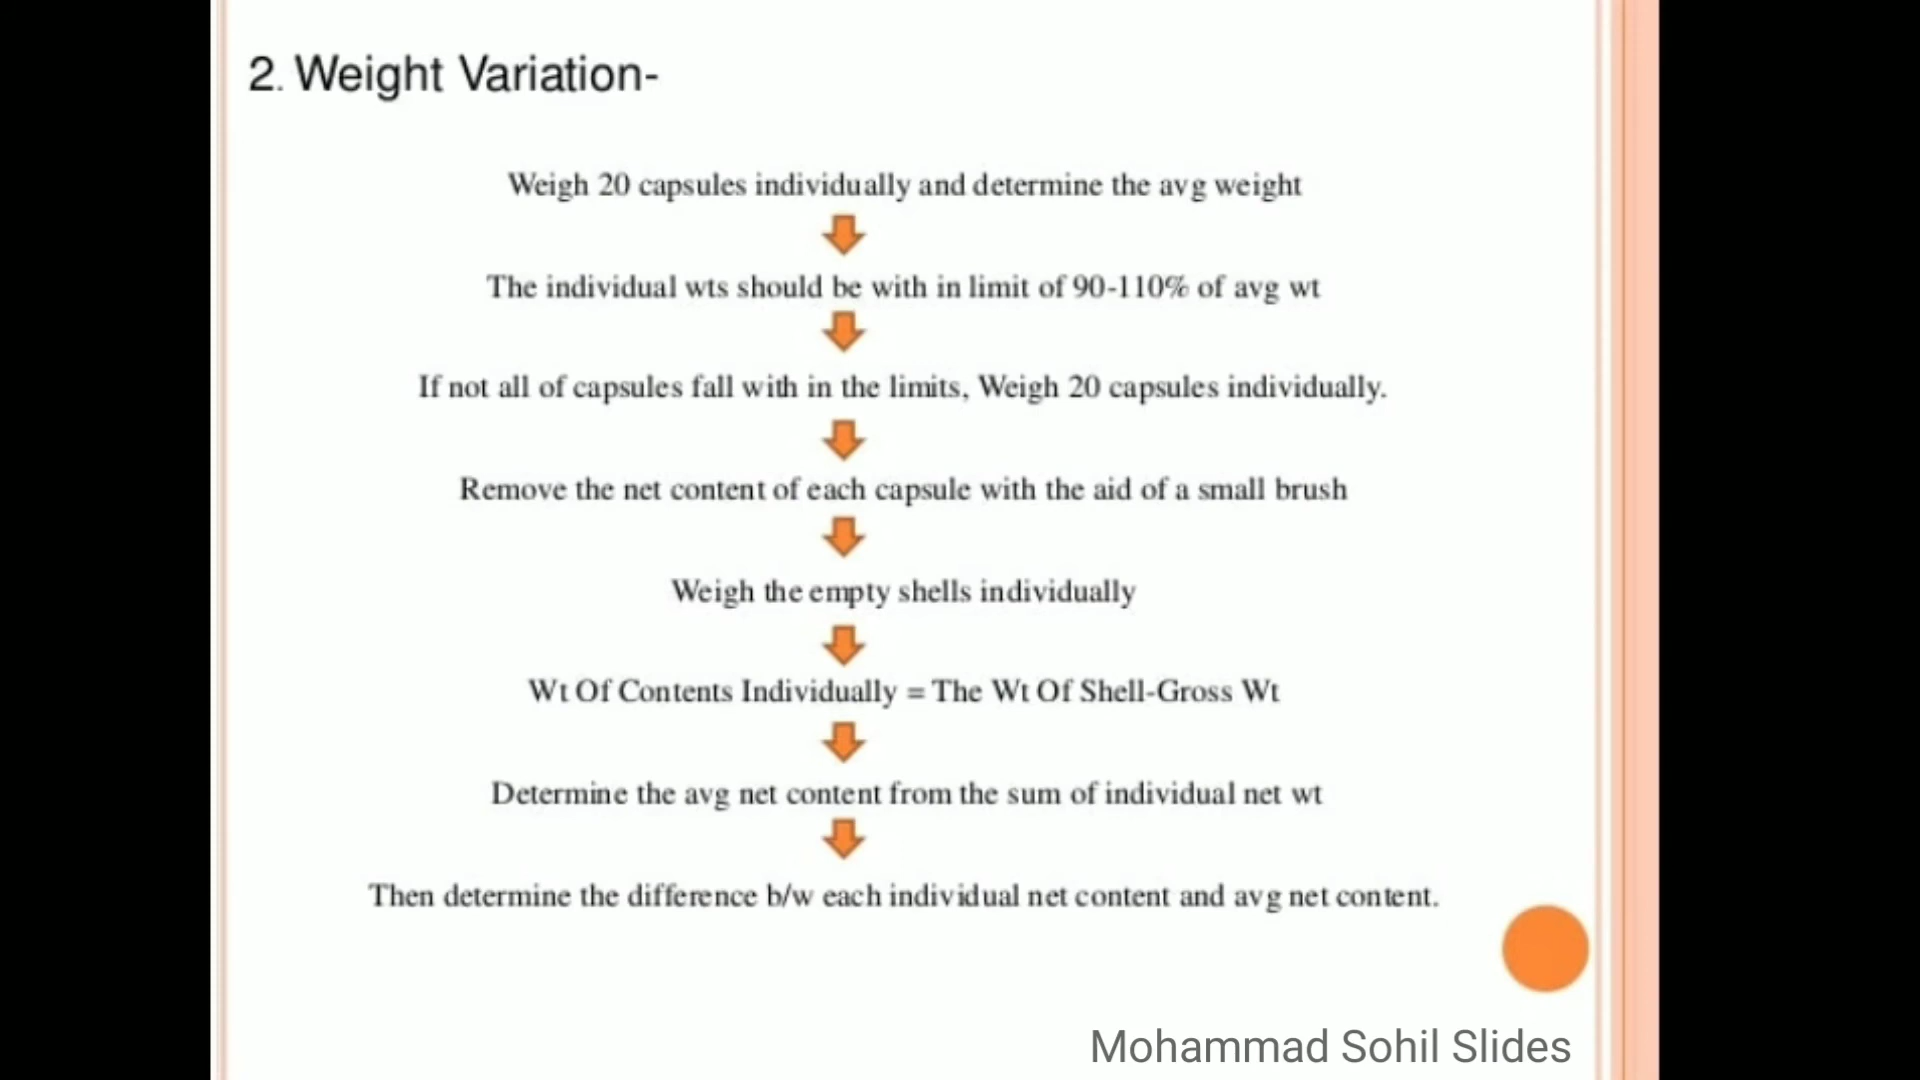 2. Weight Variation-
Weigh 20 capsules individually and determine the avg weight
The individual wts should be with in limit of 90-110% of avg wt
If not all of capsules fall with in the limits, Weigh 20 capsules individually.
Remove the net content of each capsule with the aid of a small brush
Weigh the empty shells individually
Wt Of Contents Individually = The Wt Of Shell-Gross Wt
Determine the avg net content from the sum of individual net wt
Then determine the difference b/w each individual net content and avg net content.
Mohammad Sohil Slides